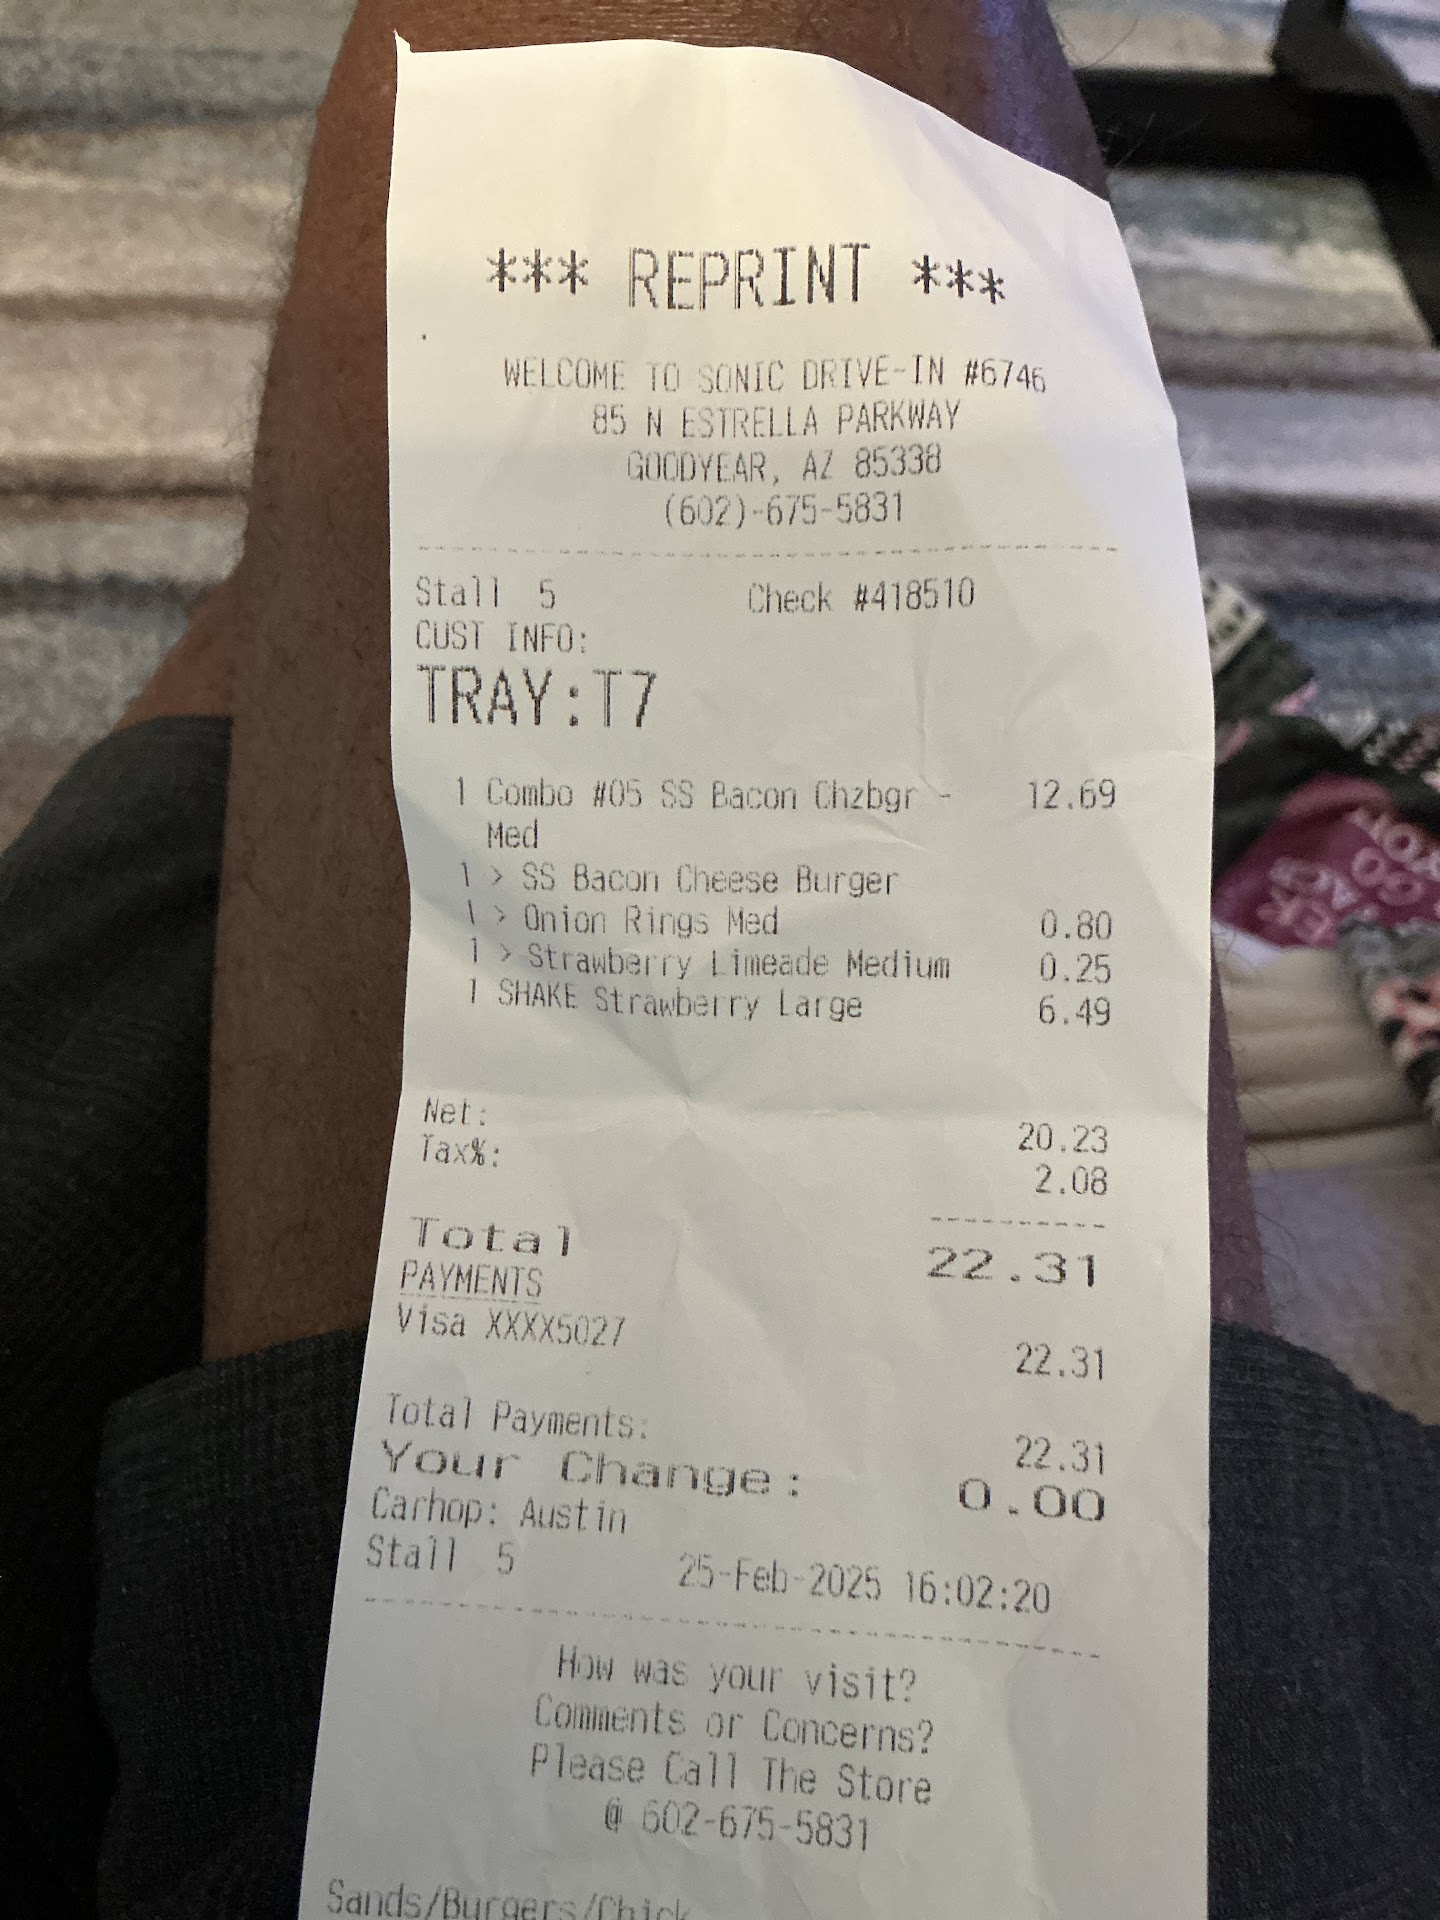 *** REPRINT ***
WELCOME TO SONIC DRIVE-IN #6746
85 N ESTRELLA PARKWAY
GOODYEAR, AZ 85338
(602)-675-5831
Stall 5 Check #418510
CUST INFO:
TRAY:T7
1 Combo #05 SS Bacon Chzbgr - 12.69
Med
1 > SS Bacon Cheese Burger
1 > Onion Rings Med 0.80
1 > Strawberry Limeade Medium 0.25
1 SHAKE Strawberry Large 6.49
Net: 20.23
Tax%: 2.08
Total 22.31
PAYMENTS
Visa XXXX5027 22.31
Total Payments: 22.31
Your Change: 0.00
Carhop: Austin
Stall 5 25-Feb-2025 16:02:20
How was your visit?
Comments or Concerns?
Please Call The Store
@ 602-675-5831
Sands/Burgers/Chick